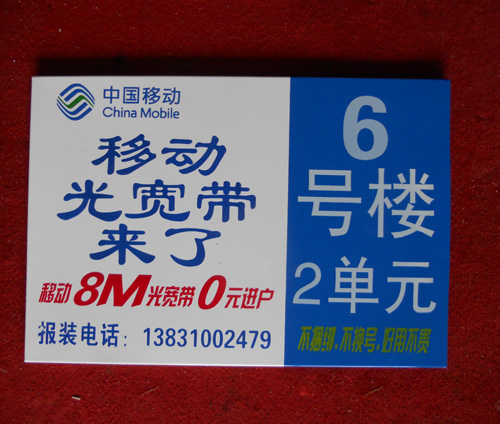 中国移动
China Mobile
移动
光宽带
来了
移动8M光宽带0元进户
报装电话：13831002479
6
号楼
2单元
不捆绑，不换号，好用不贵